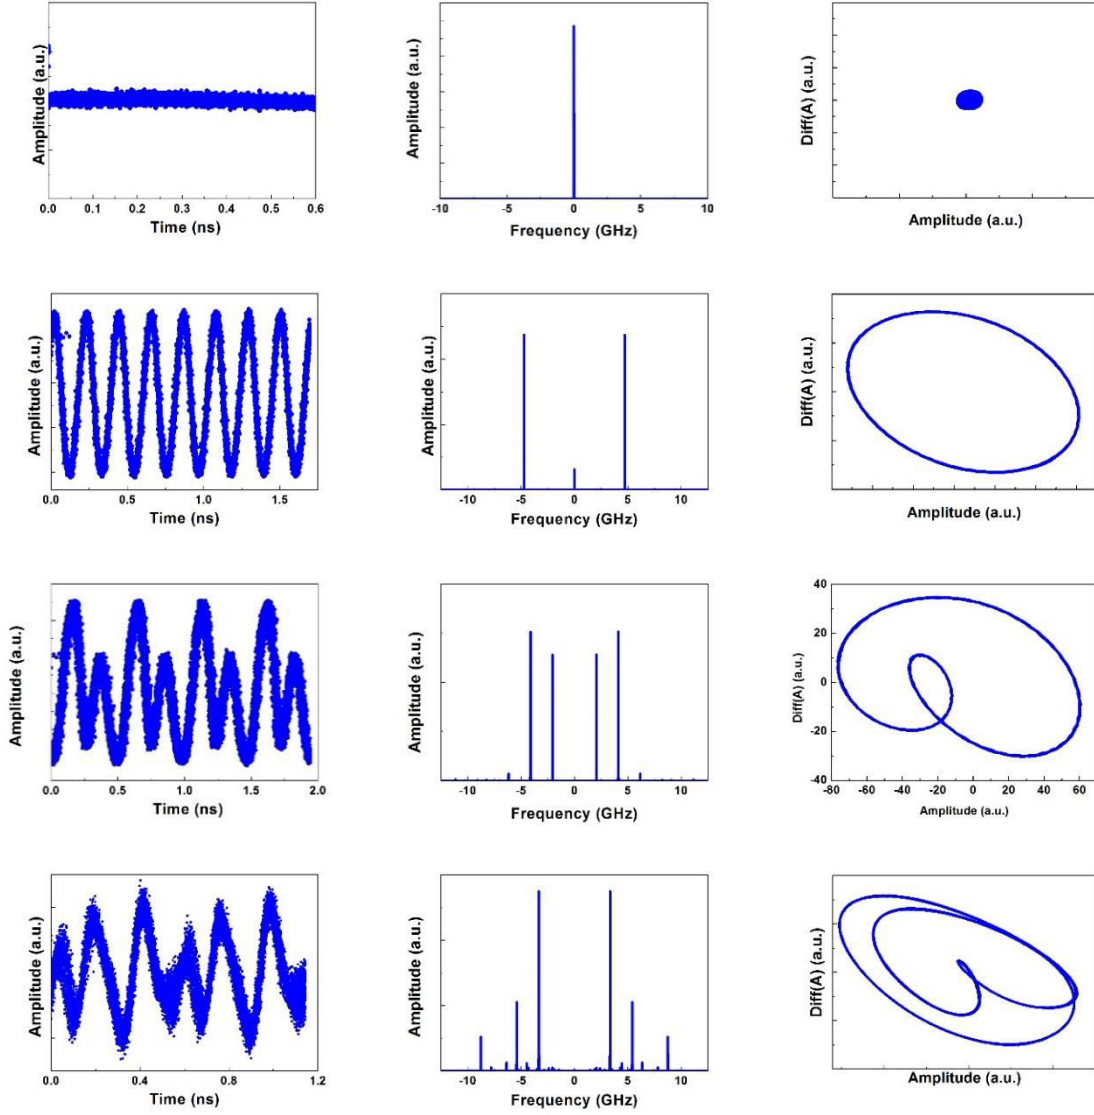 Amplitude (a.u.)
0.0 0.1 0.2 0.3 0.4 0.5 0.6
Time (ns)
Amplitude (a.u.)
-10 -5 0 5 10
Frequency (GHz)
Diff(A) (a.u.)
Amplitude (a.u.)
Amplitude (a.u.)
0.0 0.5 1.0 1.5
Time (ns)
Amplitude (a.u.)
-10 -5 0 5 10
Frequency (GHz)
Diff(A) (a.u.)
Amplitude (a.u.)
Amplitude (a.u.)
0.0 0.5 1.0 1.5 2.0
Time (ns)
Amplitude (a.u.)
-10 -5 0 5 10
Frequency (GHz)
Diff(A) (a.u.)
40
20
0
-20
-40
-80 -60 -40 -20 0 20 40 60
Amplitude (a.u.)
Amplitude (a.u.)
0.0 0.4 0.8 1.2
Time (ns)
Amplitude (a.u.)
-10 -5 0 5 10
Frequency (GHz)
Diff(A) (a.u.)
Amplitude (a.u.)